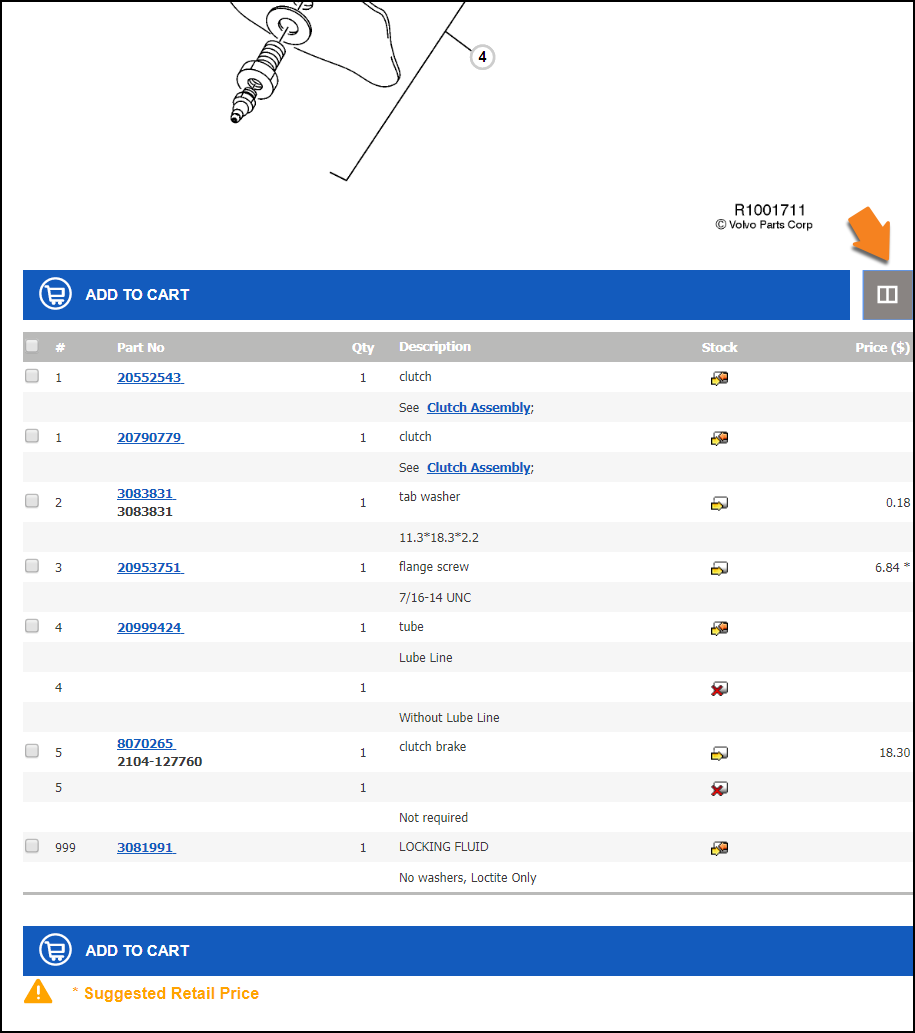 4
R1001711
© Volvo Parts Corp
ADD TO CART
# Part No Qty Description Stock Price ($)
1 20552543 1 clutch
See Clutch Assembly;
1 20790779 1 clutch
See Clutch Assembly;
2 3083831 1 tab washer 0.18
3083831
11.3*18.3*2.2
3 20953751 1 flange screw 6.84 *
7/16-14 UNC
4 20999424 1 tube
Lube Line
4 1
Without Lube Line
5 8070265 1 clutch brake 18.30
2104-127760
5 1
Not required
999 3081991 1 LOCKING FLUID
No washers, Loctite Only
ADD TO CART
* Suggested Retail Price